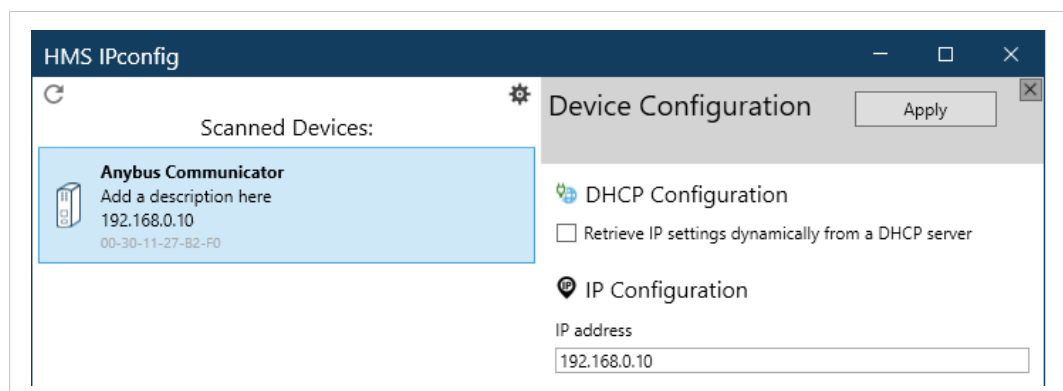 HMS IPconfig
Scanned Devices:
Anybus Communicator
Add a description here
192.168.0.10
00-30-11-27-B2-F0
Device Configuration
Apply
DHCP Configuration
Retrieve IP settings dynamically from a DHCP server
IP
IP Configuration
IP address
192.168.0.10